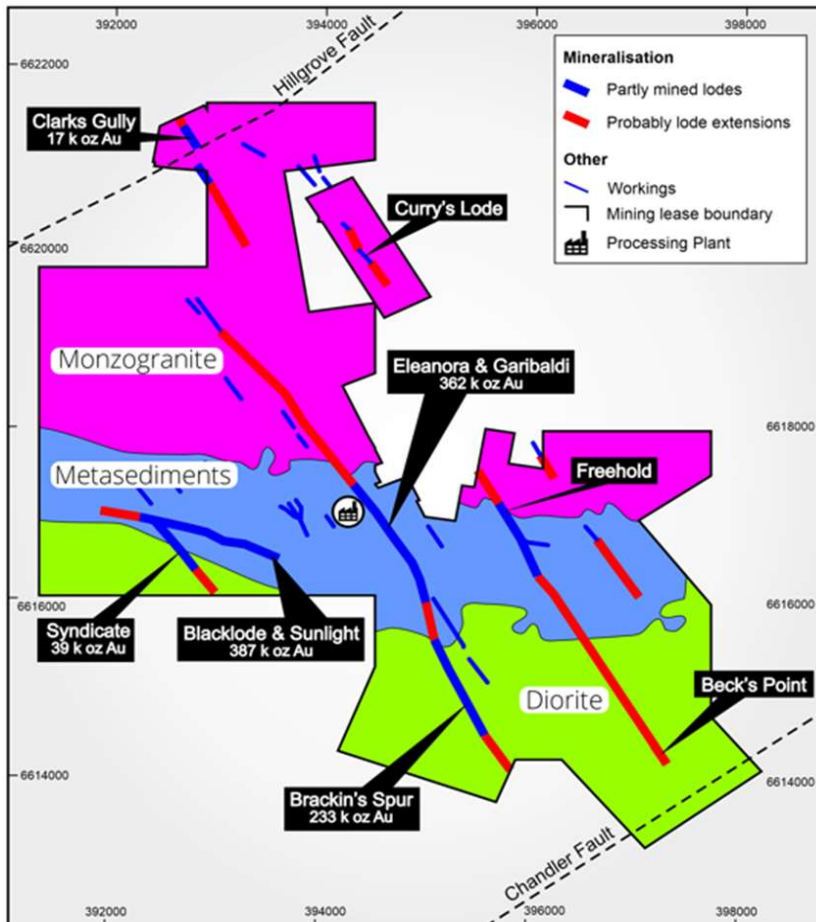 392000
394000
396000
398000
6622000
Hillgrove Fault
Mineralisation
Partly mined lodes
Probably lode extensions
Other
Workings
Mining lease boundary
Processing Plant
Clarks Gully
17 k oz Au
Curry's Lode
6620000
Monzogranite
Eleanora & Garibaldi
362 k oz Au
6618000
Freehold
Metasediments
6616000
6616000
Syndicate
39 k oz Au
Blacklode & Sunlight
387 k oz Au
Beck's Point
Diorite
6614000
6614000
Brackin's Spur
233 k oz Au
Chandler Fault
392000
394000
396000
398000